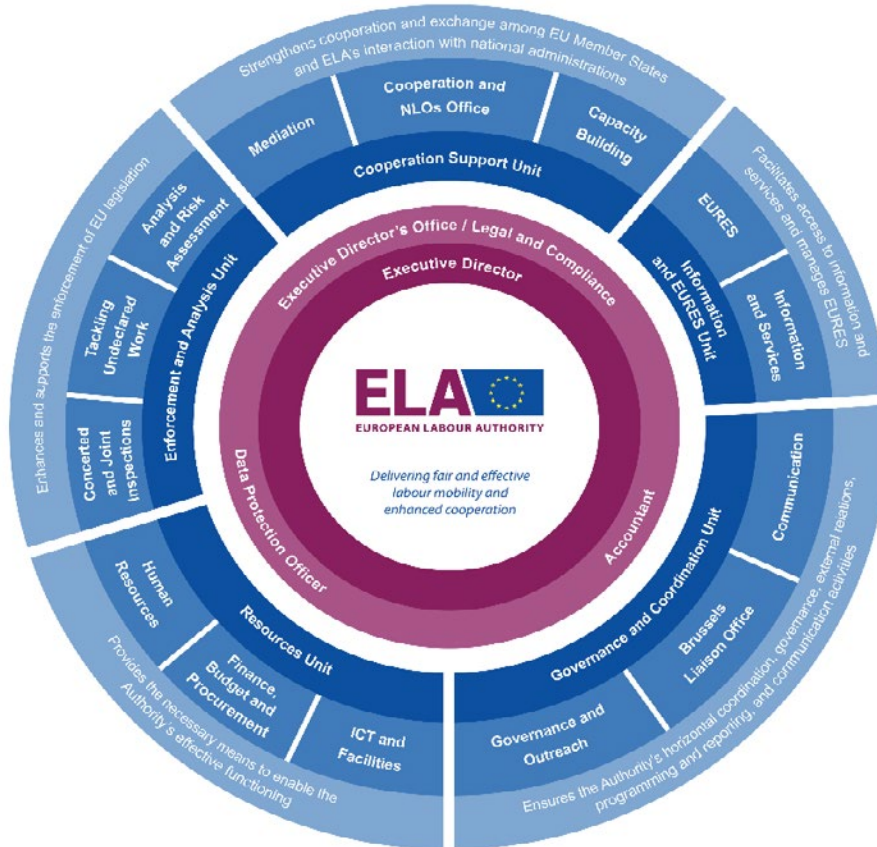 Strengthens cooperation and exchange among EU Member States
and ELA's interaction with national administrations
Mediation
Cooperation and
NLOs Office
Capacity
Building
Cooperation Support Unit
Facilitates access to information and
services and manages EURES
EURES
Information
and Services
Information
and EURES Unit
Ensures the Authority's horizontal coordination, governance, external relations,
programming and reporting, and communication activities
Communication
Brussels
Liaison Office
Governance and
Outreach
Governance and Coordination Unit
Provides the necessary means to enable the
Authority's effective functioning
Human
Resources
Finance,
Budget and
Procurement
ICT and
Facilities
Resources Unit
Enhances and supports the enforcement of EU legislation
Analysis
and Risk
Assessment
Tackling
Undeclared
Work
Concerted
and Joint
Inspections
Enforcement and Analysis Unit
Executive Director's Office / Legal and Compliance
Executive Director
Data Protection Officer
Accountant
ELA
EUROPEAN LABOUR AUTHORITY
Delivering fair and effective
labour mobility and
enhanced cooperation